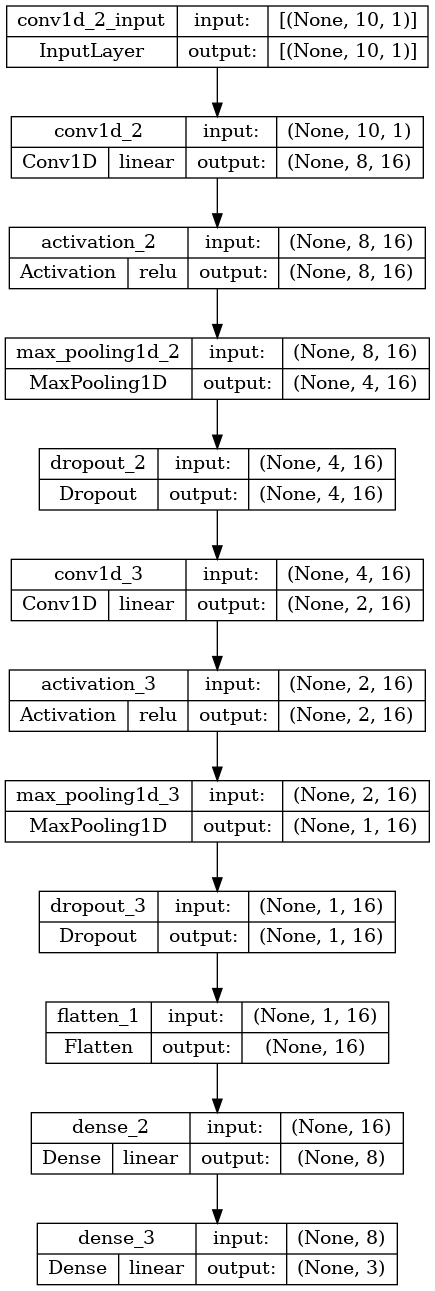 conv1d_2_input input: [(None, 10, 1)]
InputLayer output: [(None, 10, 1)]
conv1d_2 input: (None, 10, 1)
Conv1D linear output: (None, 8, 16)
activation_2 input: (None, 8, 16)
Activation relu output: (None, 8, 16)
max_pooling1d_2 input: (None, 8, 16)
MaxPooling1D output: (None, 4, 16)
dropout_2 input: (None, 4, 16)
Dropout output: (None, 4, 16)
conv1d_3 input: (None, 4, 16)
Conv1D linear output: (None, 2, 16)
activation_3 input: (None, 2, 16)
Activation relu output: (None, 2, 16)
max_pooling1d_3 input: (None, 2, 16)
MaxPooling1D output: (None, 1, 16)
dropout_3 input: (None, 1, 16)
Dropout output: (None, 1, 16)
flatten_1 input: (None, 1, 16)
Flatten output: (None, 16)
dense_2 input: (None, 16)
Dense linear output: (None, 8)
dense_3 input: (None, 8)
Dense linear output: (None, 3)